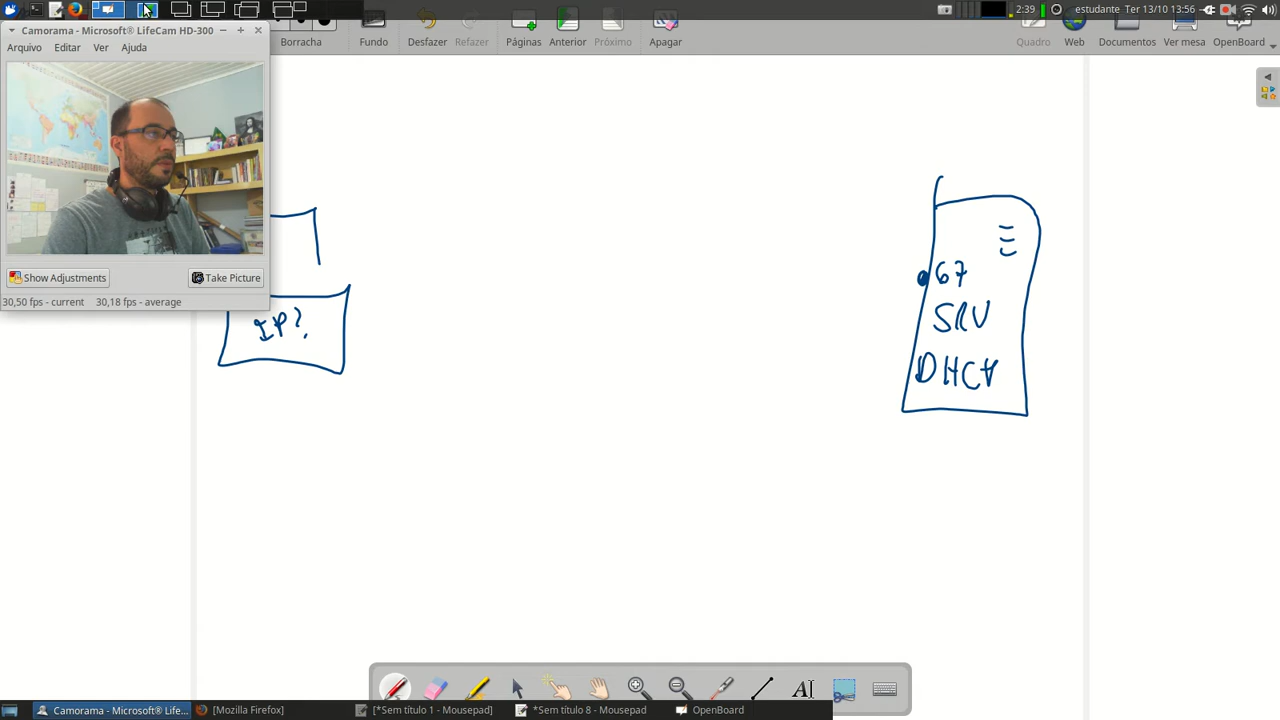 2:39 estudante Ter 13/10 13:56
Camorama - Microsoft® LifeCam HD-300
Arquivo Editar Ver Ajuda
Borracha Fundo Desfazer Refazer Páginas Anterior Próximo Apagar Quadro Web Documentos Ver mesa OpenBoard
Show Adjustments Take Picture
30,50 fps - current 30,18 fps - average
IP?
67
SRV
DHCP
A
Camorama - Microsoft® Life... [Mozilla Firefox] [*Sem título 1 - Mousepad] *Sem título 8 - Mousepad OpenBoard